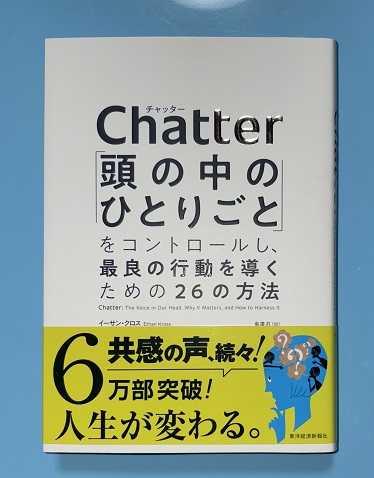 チャッター
Chatter
「頭の中の
ひとりごと」
をコントロールし、
最良の行動を導く
ための26の方法
Chatter: The Voice in Our Head, Why It Matters, and How to Harness It
イーサン・クロス Ethan Kross
鬼澤忍[訳]
共感の声、続々!
6万部突破!
人生が変わる。
東洋経済新報社